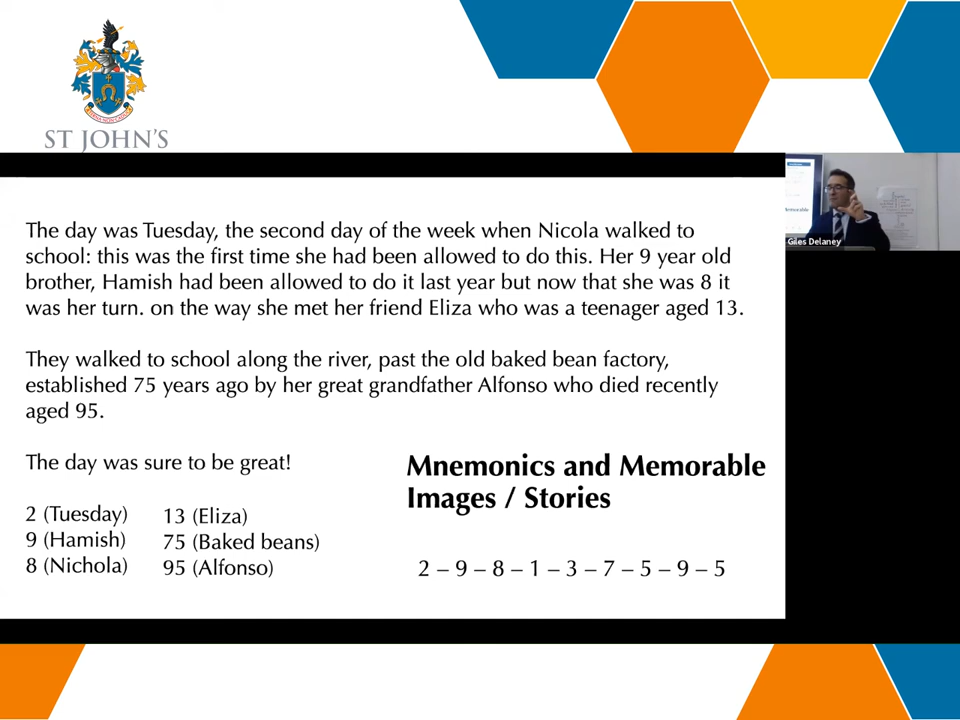 ST JOHN'S
Giles Delaney
The day was Tuesday, the second day of the week when Nicola walked to
school: this was the first time she had been allowed to do this. Her 9 year old
brother, Hamish had been allowed to do it last year but now that she was 8 it
was her turn. on the way she met her friend Eliza who was a teenager aged 13.
They walked to school along the river, past the old baked bean factory,
established 75 years ago by her great grandfather Alfonso who died recently
aged 95.
The day was sure to be great!
2 (Tuesday)
9 (Hamish)
8 (Nichola)
13 (Eliza)
75 (Baked beans)
95 (Alfonso)
Mnemonics and Memorable
Images / Stories
2 – 9 – 8 – 1 – 3 – 7 – 5 – 9 – 5